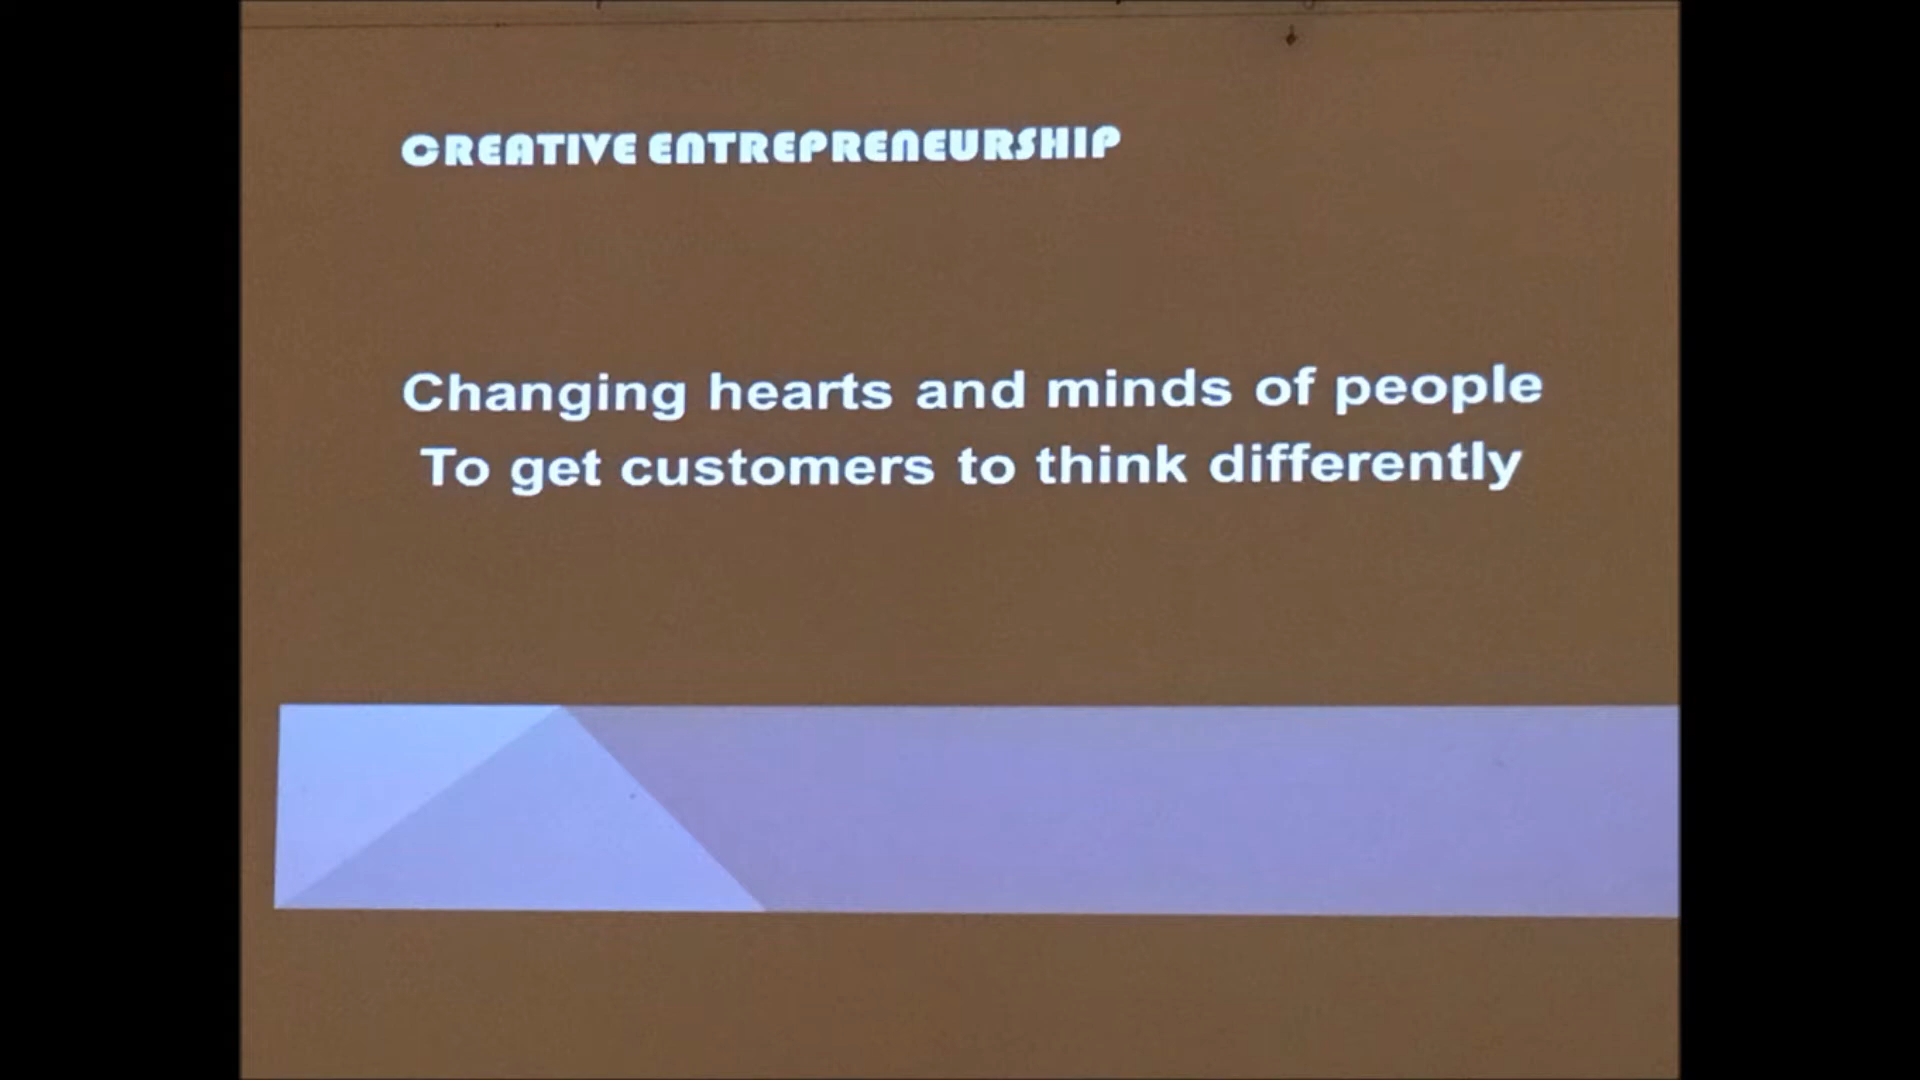 CREATIVE ENTREPRENEURSHIP
Changing hearts and minds of people
To get customers to think differently